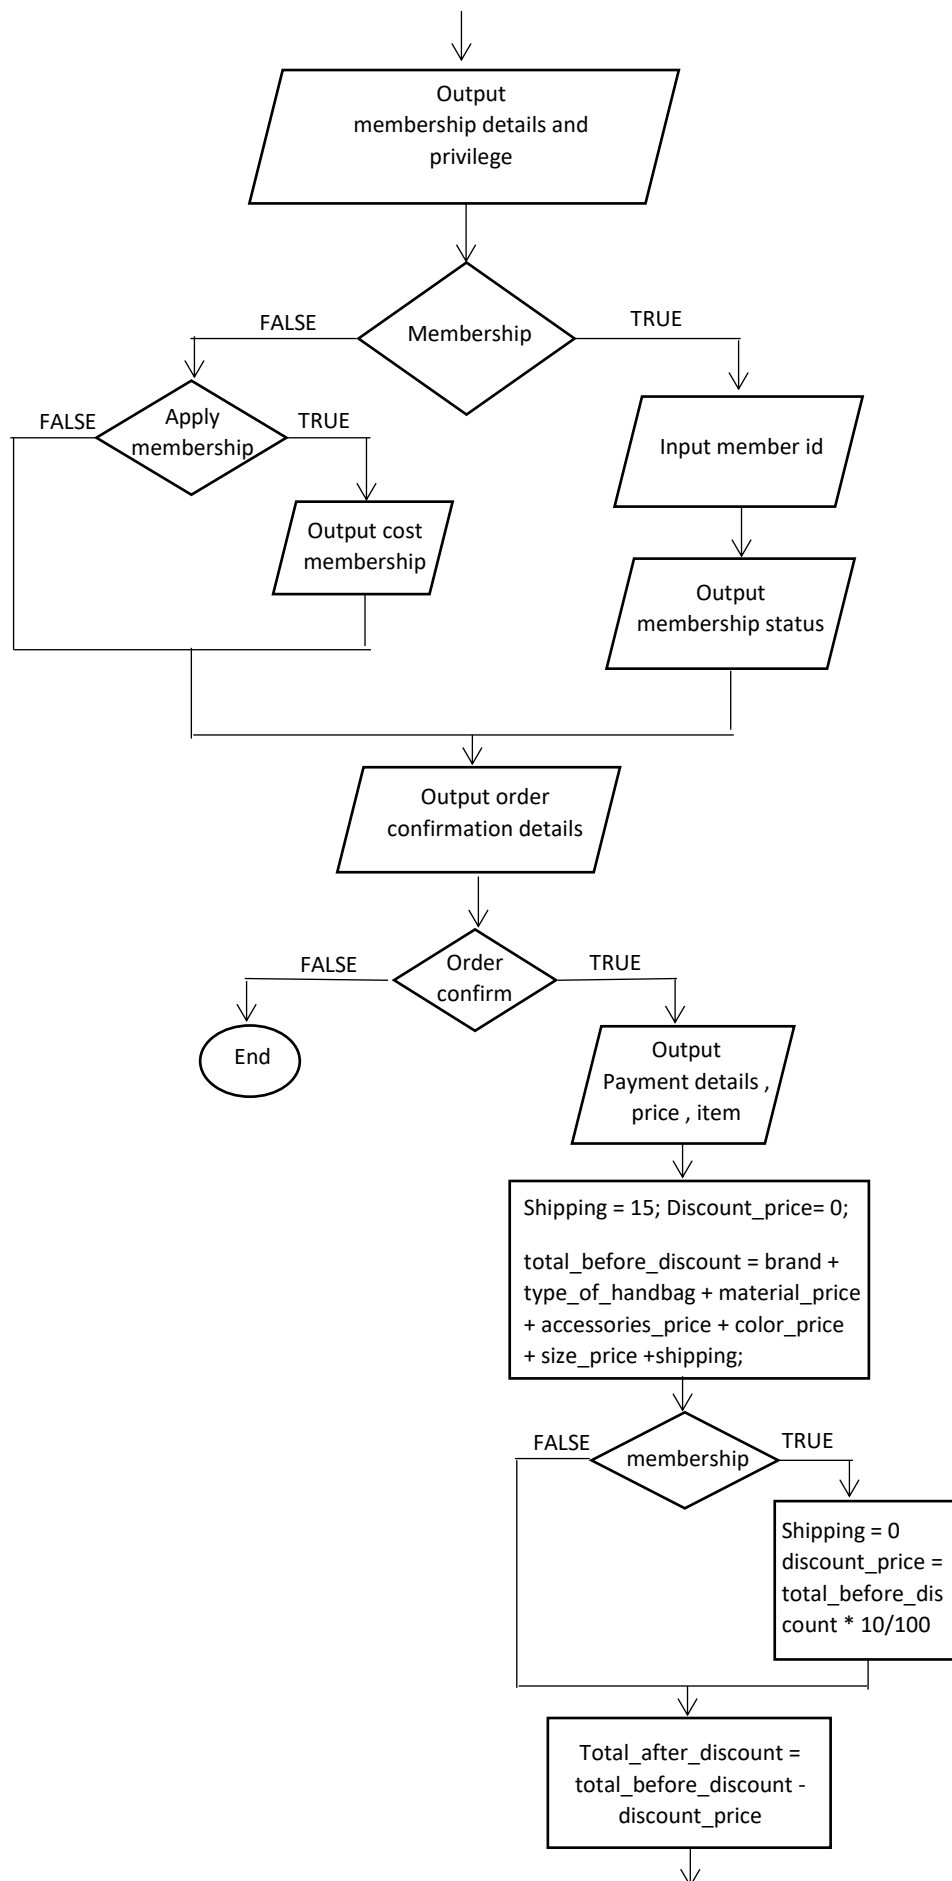 Output
membership details and
privilege
FALSE
Membership
TRUE
FALSE
Apply
membership
TRUE
Input member id
Output cost
membership
Output
membership status
Output order
confirmation details
FALSE
Order
confirm
TRUE
End
Output
Payment details ,
price , item
Shipping = 15; Discount_price= 0;
total_before_discount = brand +
type_of_handbag + material_price
+ accessories_price + color_price
+ size_price +shipping;
FALSE
membership
TRUE
Shipping = 0
discount_price =
total_before_dis
count * 10/100
Total_after_discount =
total_before_discount -
discount_price